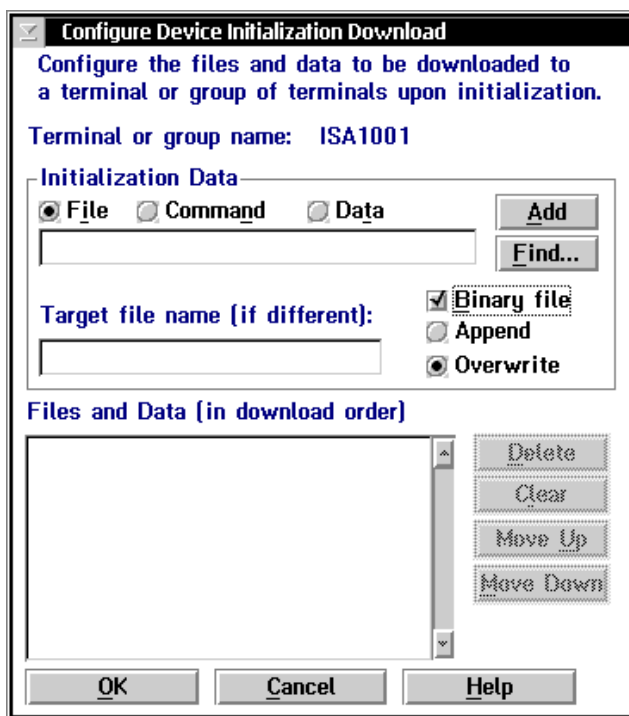 Configure Device Initialization Download
Configure the files and data to be downloaded to
a terminal or group of terminals upon initialization.
Terminal or group name: ISA1001
Initialization Data
File Command Data Add
Find...
Binary file
Target file name (if different):
Append
Overwrite
Files and Data (in download order)
Delete
Clear
Move Up
Move Down
OK Cancel Help